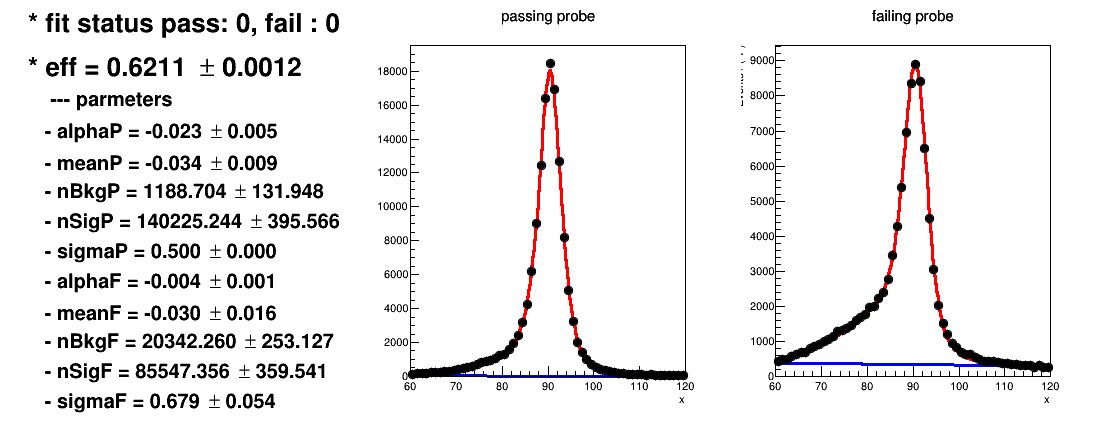 * fit status pass: 0, fail : 0
* eff = 0.6211 ± 0.0012
--- parmeters
- alphaP = -0.023 ± 0.005
- meanP = -0.034 ± 0.009
- nBkgP = 1188.704 ± 131.948
- nSigP = 140225.244 ± 395.566
- sigmaP = 0.500 ± 0.000
- alphaF = -0.004 ± 0.001
- meanF = -0.030 ± 0.016
- nBkgF = 20342.260 ± 253.127
- nSigF = 85547.356 ± 359.541
- sigmaF = 0.679 ± 0.054
passing probe
18000
16000
14000
12000
10000
8000
6000
4000
2000
0
60 70 80 90 100 110 120
x
failing probe
9000
8000
7000
6000
5000
4000
3000
2000
1000
0
60 70 80 90 100 110 120
x